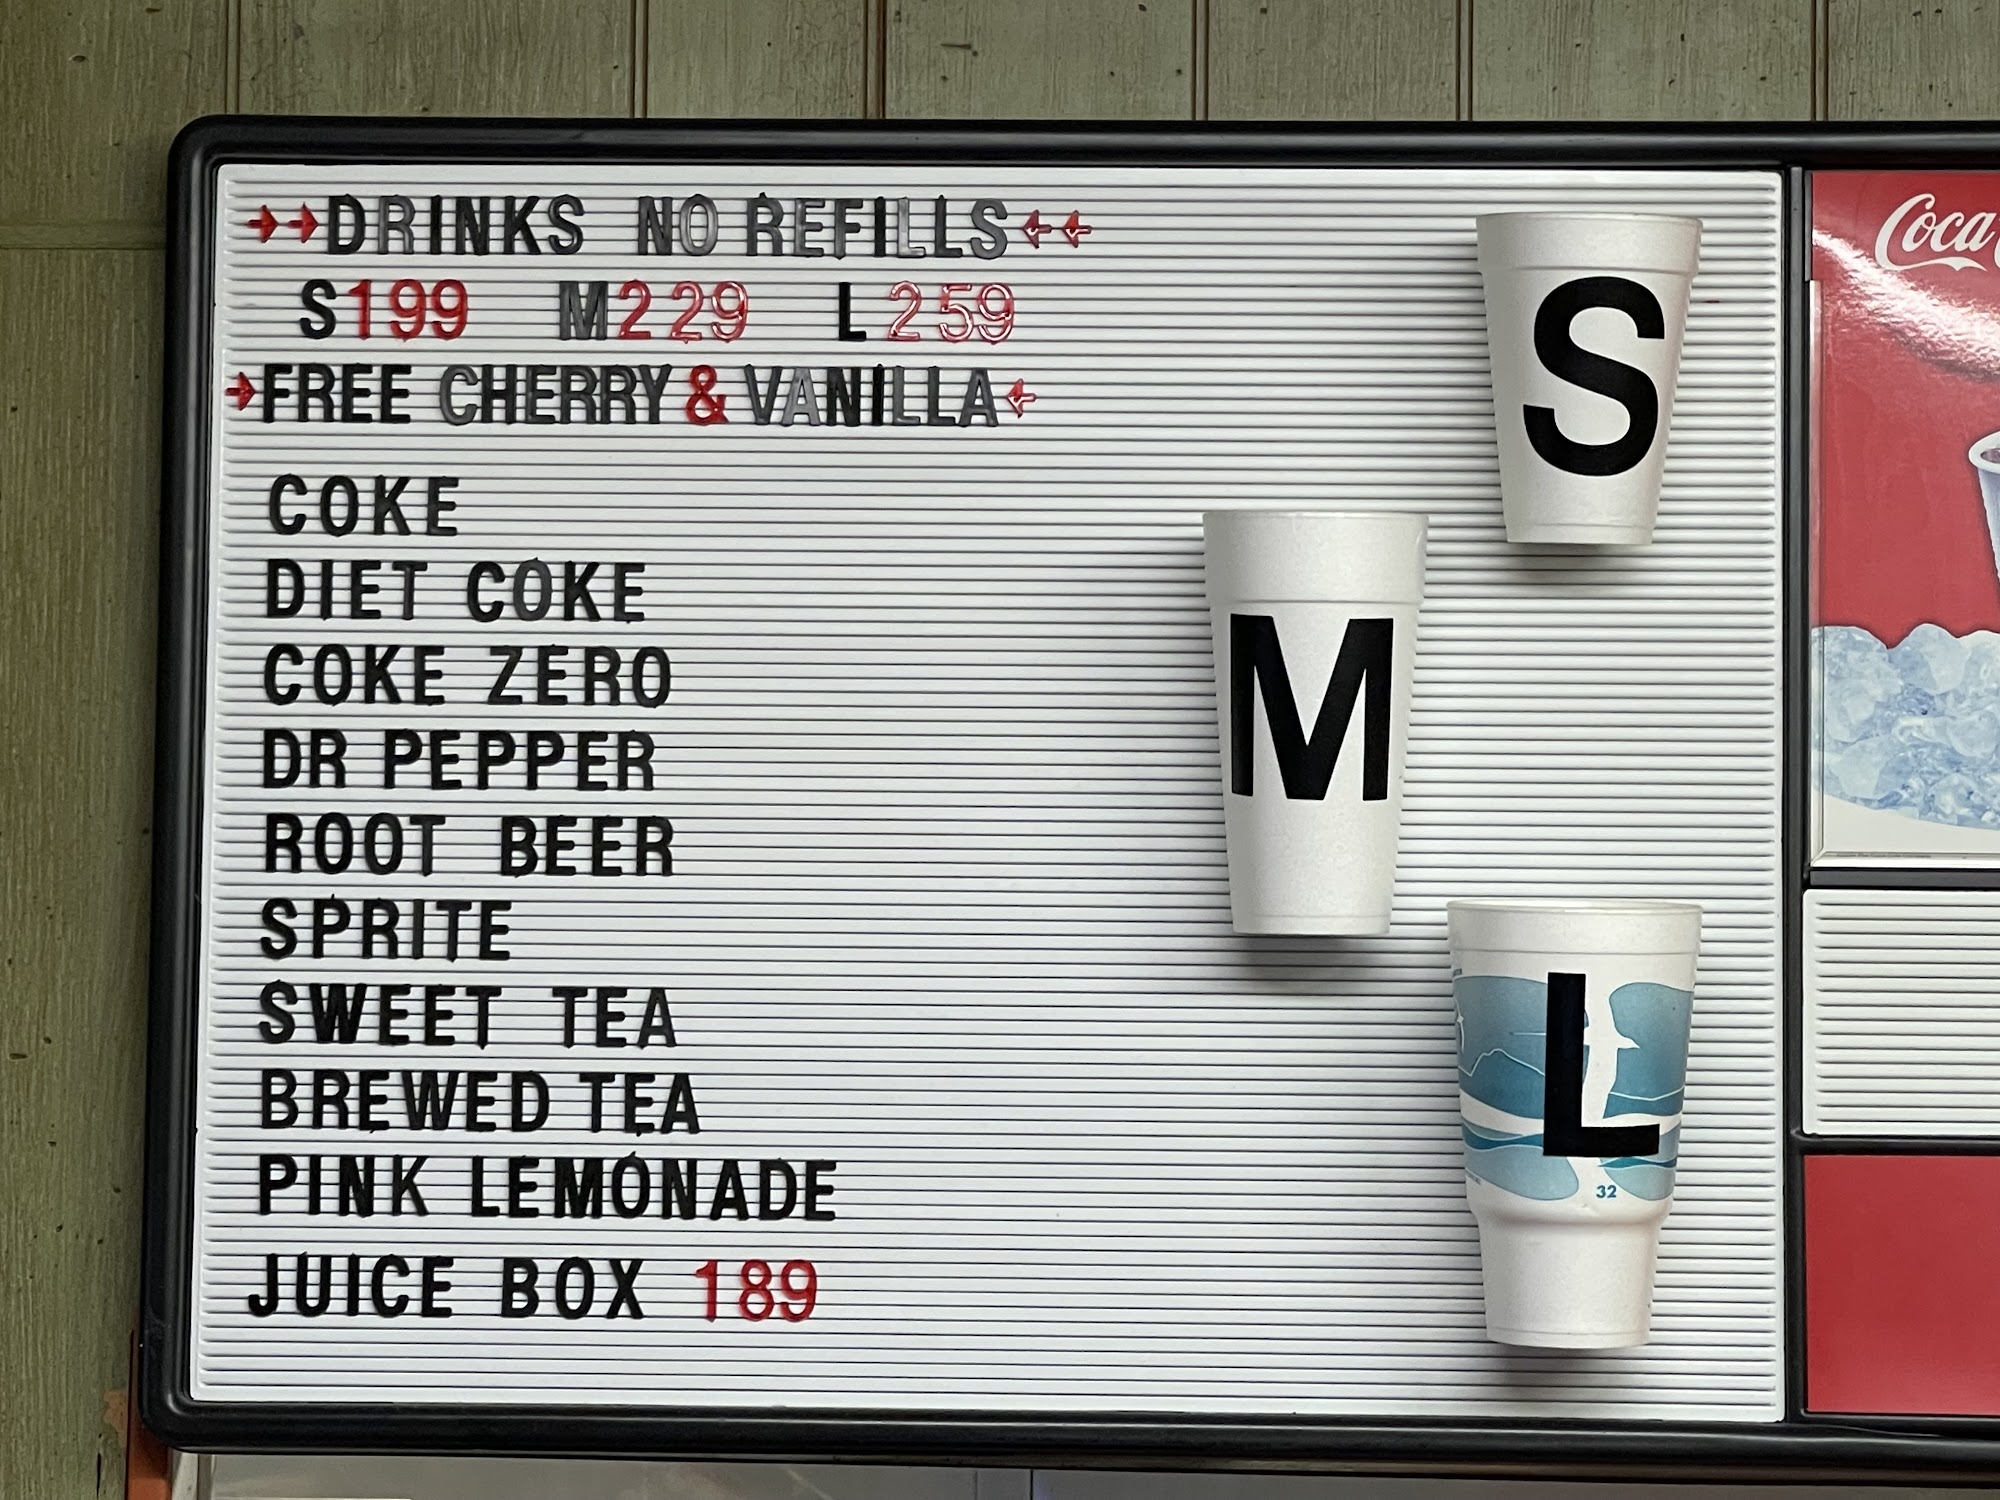 →→DRINKS NO REFILLS←←
S199 M229 L259
→FREE CHERRY & VANILLA←
COKE
DIET COKE
COKE ZERO
DR PEPPER
ROOT BEER
SPRITE
SWEET TEA
BREWED TEA
PINK LEMONADE
JUICE BOX 189
S
M
L
32
Coca